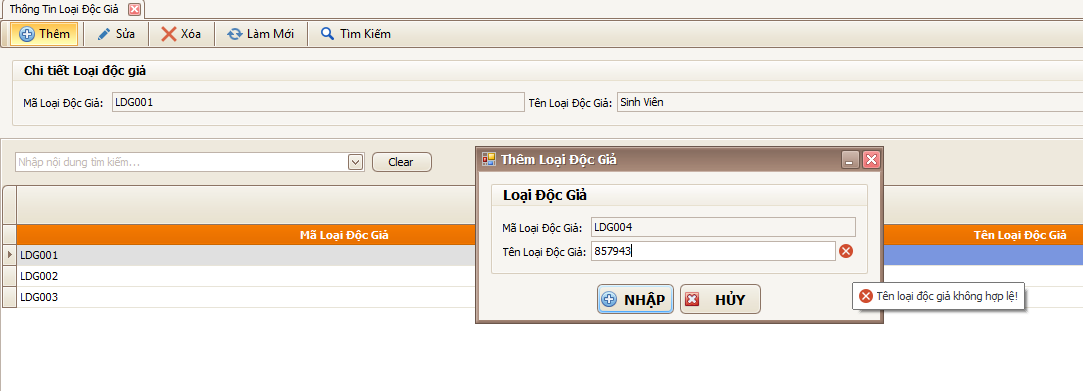 Thông Tin Loại Độc Giả
Thêm Sửa Xóa Làm Mới Tìm Kiếm
Chi tiết Loại độc giả
Mã Loại Độc Giả: LDG001 Tên Loại Độc Giả: Sinh Viên
Nhập nội dung tìm kiếm... Clear
Mã Loại Độc Giả Tên Loại Độc Giả
LDG001
LDG002
LDG003
Thêm Loại Độc Giả
Loại Độc Giả
Mã Loại Độc Giả: LDG004
Tên Loại Độc Giả: 857943
NHẬP HỦY
Tên loại độc giả không hợp lệ!